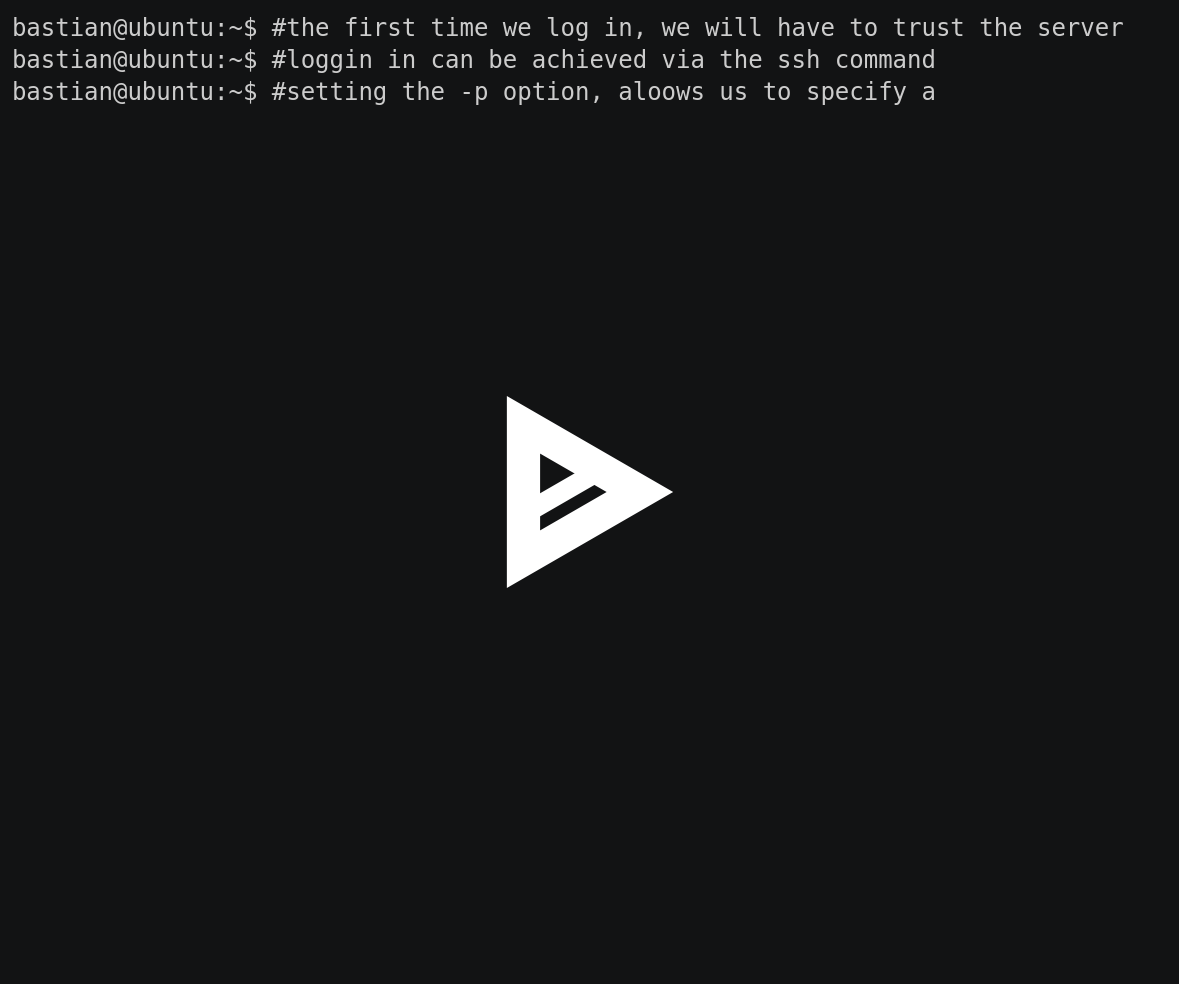 bastian@ubuntu:~$ #the first time we log in, we will have to trust the server
bastian@ubuntu:~$ #loggin in can be achieved via the ssh command
bastian@ubuntu:~$ #setting the -p option, aloows us to specify a